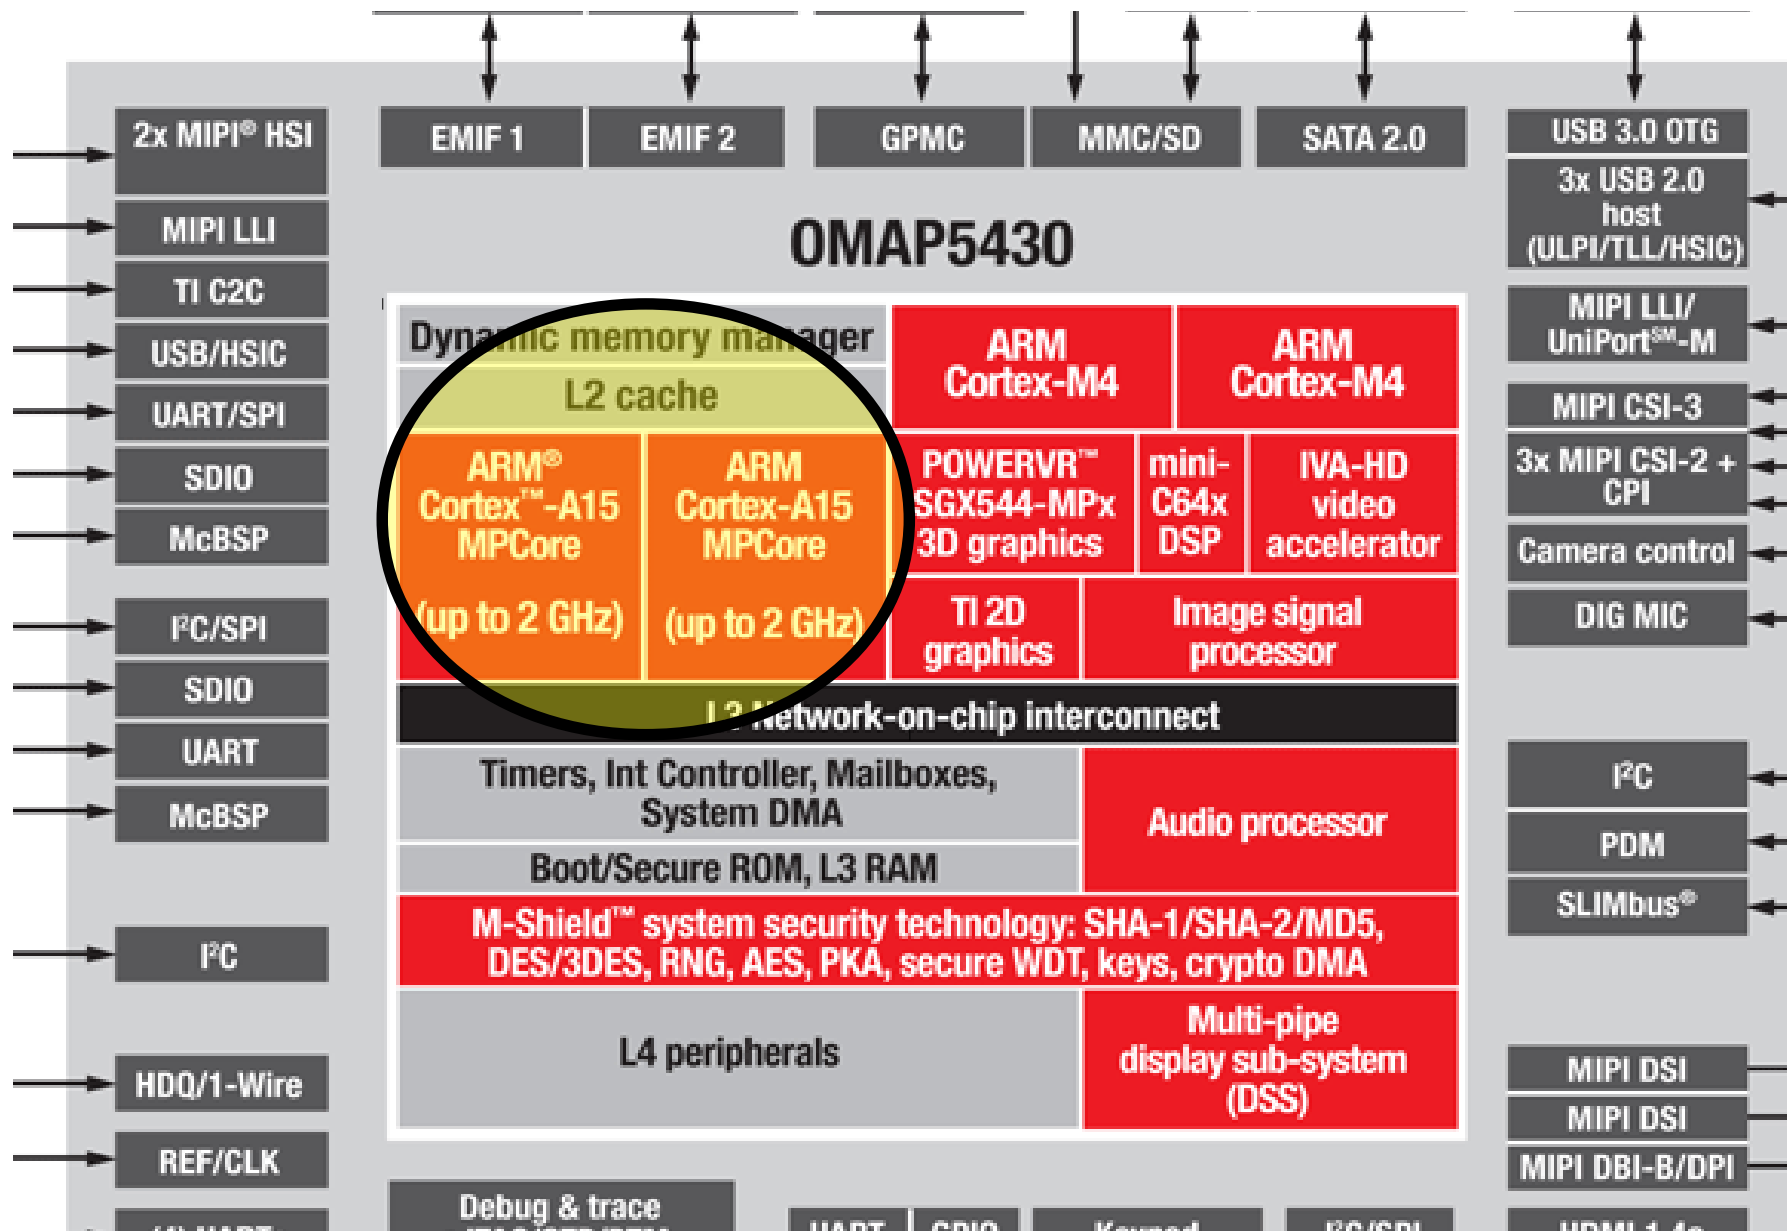 EMIF 1
EMIF 2
GPMC
MMC/SD
SATA 2.0
2x MIPI® HSI
MIPI LLI
TI C2C
USB/HSIC
UART/SPI
SDIO
McBSP
I²C/SPI
SDIO
UART
McBSP
I²C
HDQ/1-Wire
REF/CLK
OMAP5430
Dynamic memory manager
L2 cache
ARM®
Cortex™-A15
MPCore
(up to 2 GHz)
ARM
Cortex-A15
MPCore
(up to 2 GHz)
ARM
Cortex-M4
ARM
Cortex-M4
POWERVR™
SGX544-MPx
3D graphics
mini-
C64x
DSP
IVA-HD
video
accelerator
TI 2D
graphics
Image signal
processor
L3 Network-on-chip interconnect
Timers, Int Controller, Mailboxes,
System DMA
Boot/Secure ROM, L3 RAM
Audio processor
M-Shield™ system security technology: SHA-1/SHA-2/MD5,
DES/3DES, RNG, AES, PKA, secure WDT, keys, crypto DMA
L4 peripherals
Multi-pipe
display sub-system
(DSS)
USB 3.0 OTG
3x USB 2.0
host
(ULPI/TLL/HSIC)
MIPI LLI/
UniPort℠-M
MIPI CSI-3
3x MIPI CSI-2 +
CPI
Camera control
DIG MIC
I²C
PDM
SLIMbus®
MIPI DSI
MIPI DSI
MIPI DBI-B/DPI
Debug & trace
UART
GPIO
Keypad
I²C/SPI